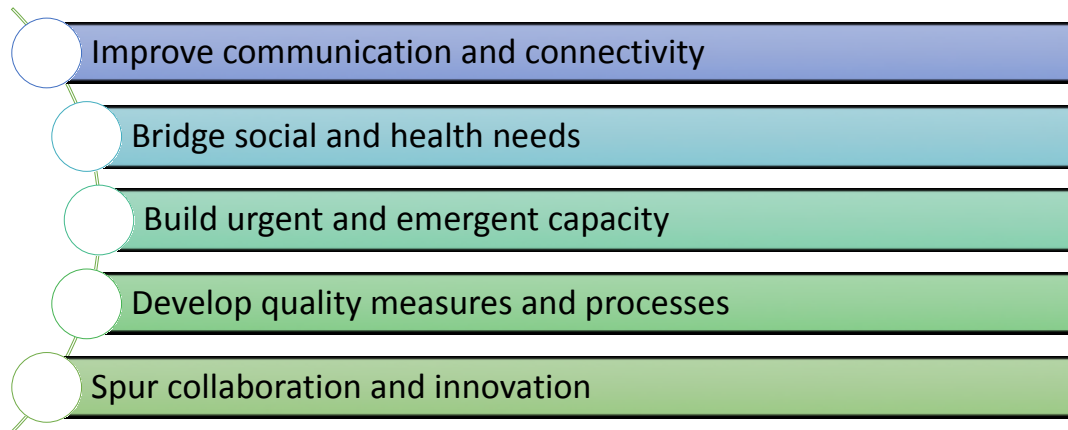 Improve communication and connectivity
Bridge social and health needs
Build urgent and emergent capacity
Develop quality measures and processes
Spur collaboration and innovation